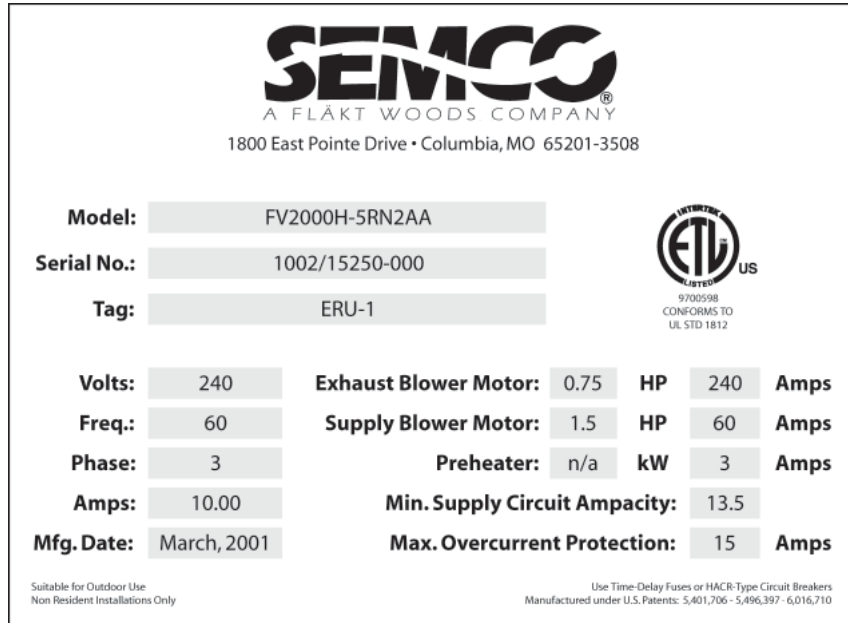 SEMCO®
A FLÄKT WOODS COMPANY
1800 East Pointe Drive • Columbia, MO 65201-3508
Model: FV2000H-5RN2AA
Serial No.: 1002/15250-000
Tag: ERU-1
INTERTEK
ETL™
LISTED
US
9700598
CONFORMS TO
UL STD 1812
Volts: 240 Exhaust Blower Motor: 0.75 HP 240 Amps
Freq.: 60 Supply Blower Motor: 1.5 HP 60 Amps
Phase: 3 Preheater: n/a kW 3 Amps
Amps: 10.00 Min. Supply Circuit Ampacity: 13.5
Mfg. Date: March, 2001 Max. Overcurrent Protection: 15 Amps
Suitable for Outdoor Use
Non Resident Installations Only
Use Time-Delay Fuses or HACR-Type Circuit Breakers
Manufactured under U.S. Patents: 5,401,706 - 5,496,397 - 6,016,710